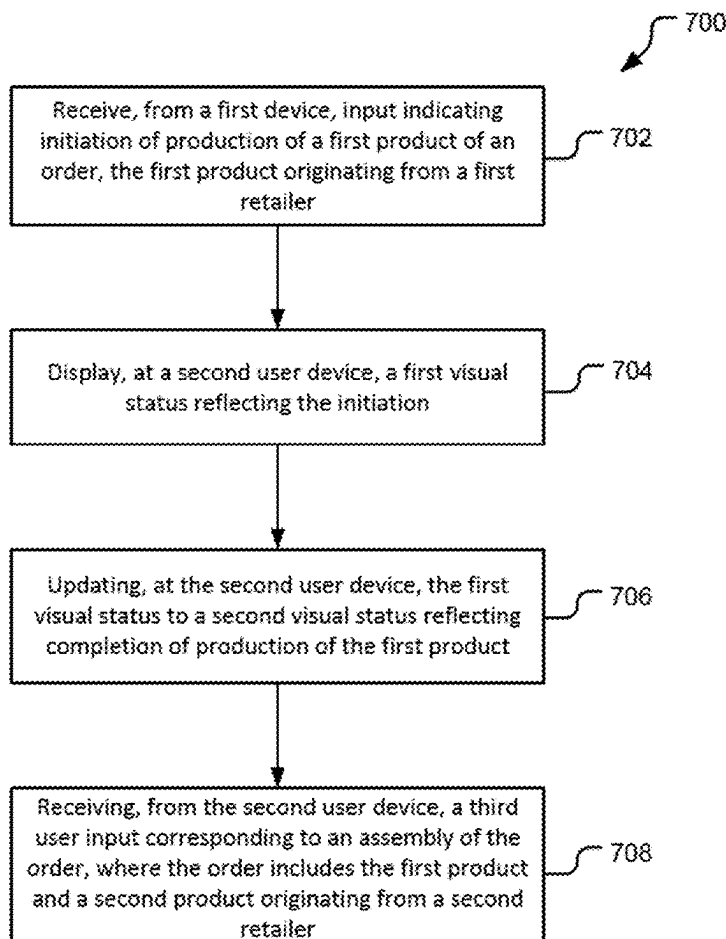 700
Receive, from a first device, input indicating
initiation of production of a first product of an
order, the first product originating from a first
retailer
702
Display, at a second user device, a first visual
status reflecting the initiation
704
Updating, at the second user device, the first
visual status to a second visual status reflecting
completion of production of the first product
706
Receiving, from the second user device, a third
user input corresponding to an assembly of the
order, where the order includes the first product
and a second product originating from a second
retailer
708